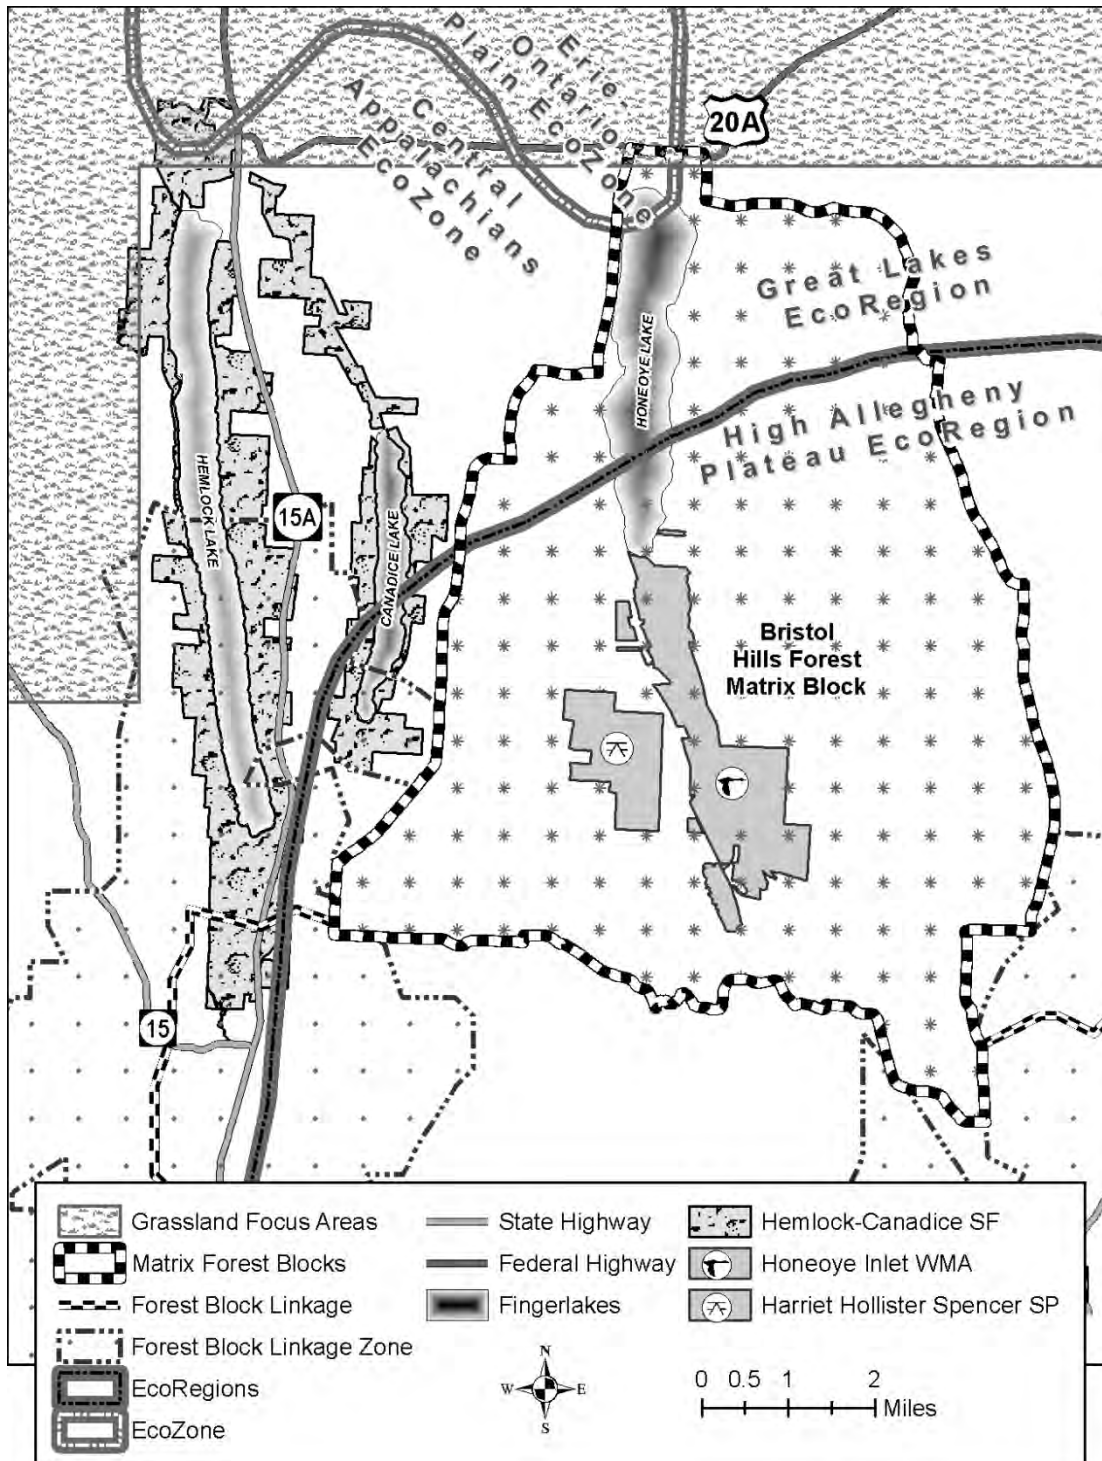 Erie-
Ontario
Plain EcoZone
Central
Appalachians
EcoZone
20A
Great Lakes
EcoRegion
High Allegheny
Plateau EcoRegion
HONEOYE LAKE
HEMLOCK LAKE
15A
CANADICE LAKE
Bristol
Hills Forest
Matrix Block
15
Grassland Focus Areas
Matrix Forest Blocks
Forest Block Linkage
Forest Block Linkage Zone
EcoRegions
EcoZone
State Highway
Federal Highway
Fingerlakes
Hemlock-Canadice SF
Honeoye Inlet WMA
Harriet Hollister Spencer SP
N
W E
S
0 0.5 1 2
Miles